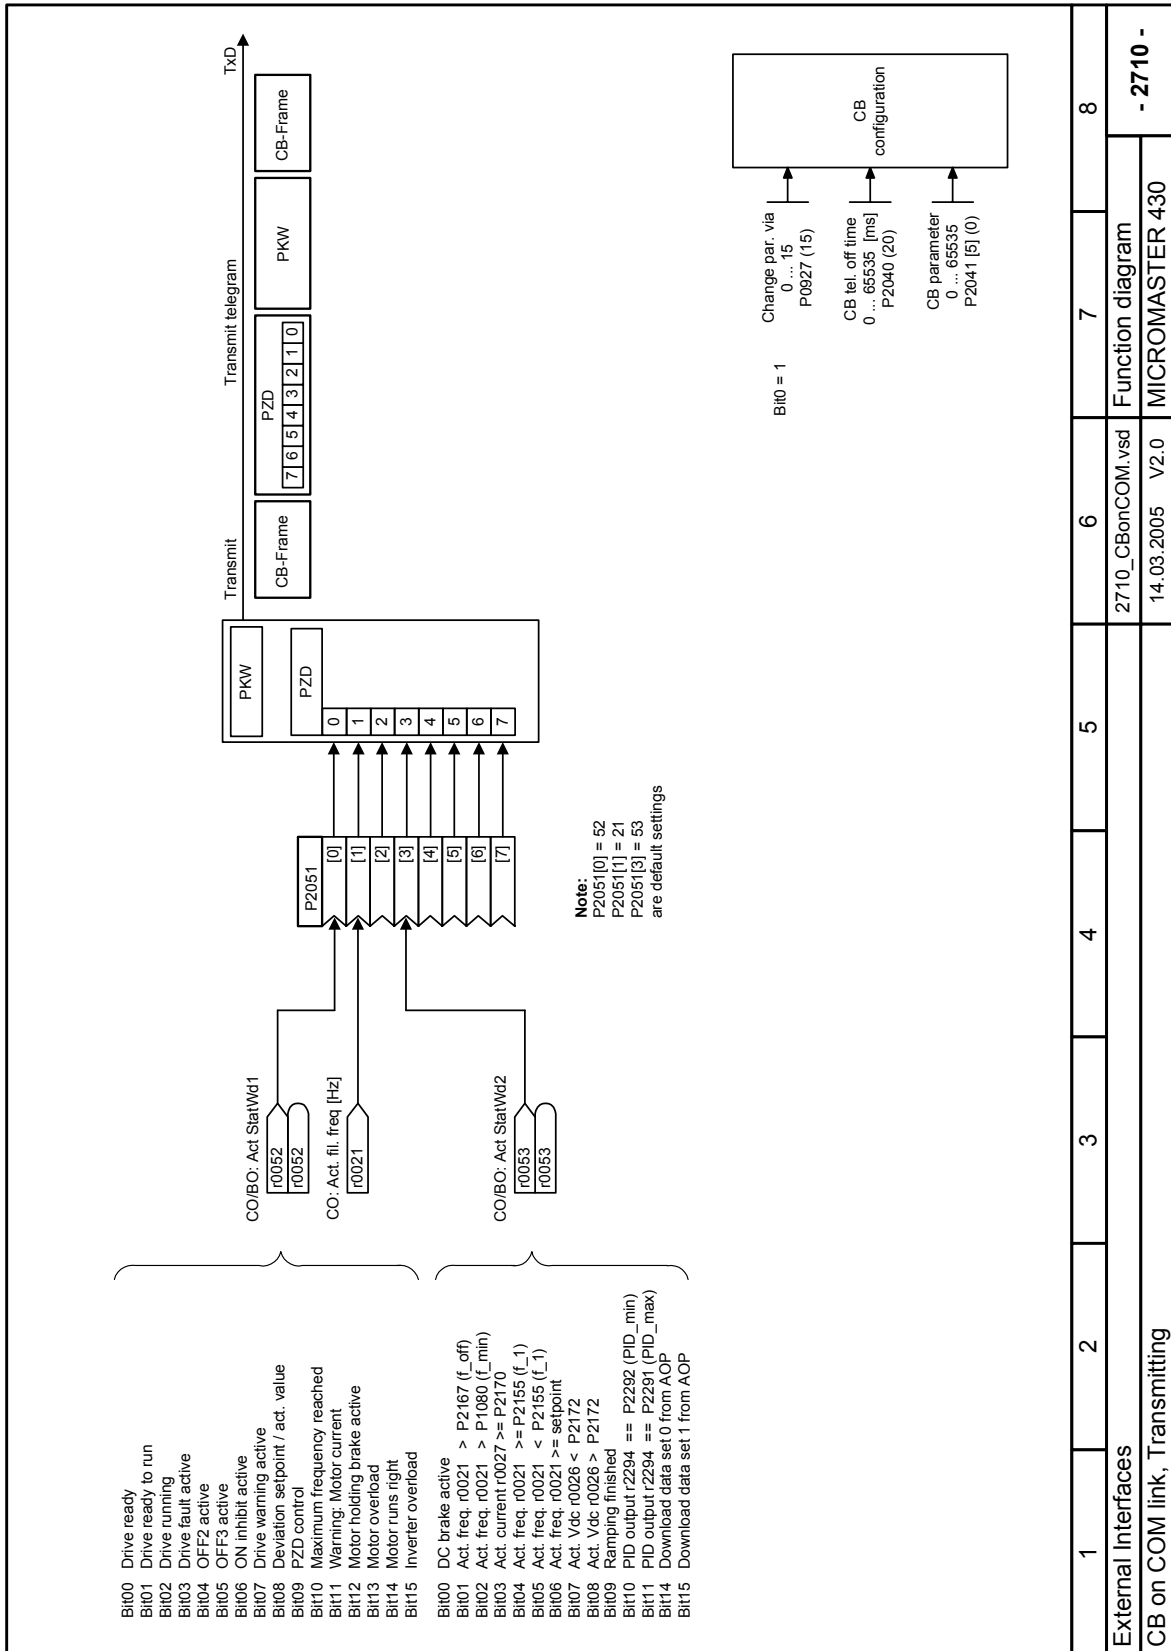 Bit00 Drive ready
Bit01 Drive ready to run
Bit02 Drive running
Bit03 Drive fault active
Bit04 OFF2 active
Bit05 OFF3 active
Bit06 ON inhibit active
Bit07 Drive warning active
Bit08 Deviation setpoint / act. value
Bit09 PZD control
Bit10 Maximum frequency reached
Bit11 Warning: Motor current
Bit12 Motor holding brake active
Bit13 Motor overload
Bit14 Motor runs right
Bit15 Inverter overload
Bit00 DC brake active
Bit01 Act. freq. r0021 > P2167 (f_off)
Bit02 Act. freq. r0021 > P1080 (f_min)
Bit03 Act. current r0027 >= P2170
Bit04 Act. freq. r0021 >= P2155 (f_1)
Bit05 Act. freq. r0021 < P2155 (f_1)
Bit06 Act. freq. r0021 >= setpoint
Bit07 Act. Vdc r0026 < P2172
Bit08 Act. Vdc r0026 > P2172
Bit09 Ramping finished
Bit10 PID output r2294 == P2292 (PID_min)
Bit11 PID output r2294 == P2291 (PID_max)
Bit14 Download data set 0 from AOP
Bit15 Download data set 1 from AOP
CO/BO: Act StatWd1
r0052
r0052
CO: Act. fil. freq [Hz]
r0021
CO/BO: Act StatWd2
r0053
r0053
P2051
[0]
[1]
[2]
[3]
[4]
[5]
[6]
[7]
Note:
P2051[0] = 52
P2051[1] = 21
P2051[3] = 53
are default settings
PKW
PZD
0
1
2
3
4
5
6
7
Transmit
Transmit telegram
TxD
CB-Frame
PZD
7 6 5 4 3 2 1 0
PKW
CB-Frame
Bit0 = 1
Change par. via
0 ... 15
P0927 (15)
CB tel. off time
0 ... 65535 [ms]
P2040 (20)
CB parameter
0 ... 65535
P2041 [5] (0)
CB
configuration
1 2 3 4 5 6 7 8
External Interfaces
2710_CBonCOM.vsd
Function diagram
- 2710 -
CB on COM link, Transmitting
14.03.2005 V2.0
MICROMASTER 430